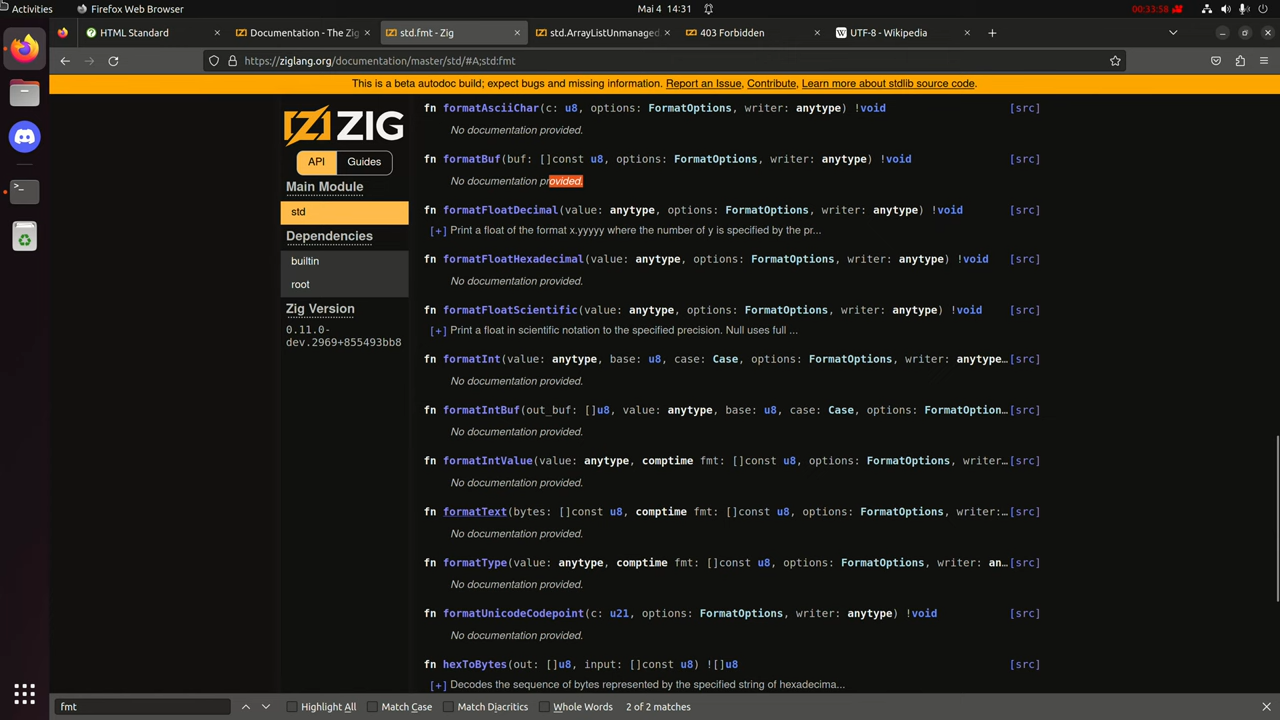 Activities
Firefox Web Browser
Mai 4 14:31
00:33:58
HTML Standard
Documentation - The Zig
std.fmt - Zig
std.ArrayListUnmanaged
403 Forbidden
UTF-8 - Wikipedia
https://ziglang.org/documentation/master/std/#A;std:fmt
This is a beta autodoc build; expect bugs and missing information. Report an Issue, Contribute, Learn more about stdlib source code.
ZIG
API
Guides
Main Module
std
Dependencies
builtin
root
Zig Version
0.11.0-
dev.2969+855493bb8
fn formatAsciiChar(c: u8, options: FormatOptions, writer: anytype) !void [src]
No documentation provided.
fn formatBuf(buf: []const u8, options: FormatOptions, writer: anytype) !void [src]
No documentation provided.
fn formatFloatDecimal(value: anytype, options: FormatOptions, writer: anytype) !void [src]
[+] Print a float of the format x.yyyyy where the number of y is specified by the pr...
fn formatFloatHexadecimal(value: anytype, options: FormatOptions, writer: anytype) !void [src]
No documentation provided.
fn formatFloatScientific(value: anytype, options: FormatOptions, writer: anytype) !void [src]
[+] Print a float in scientific notation to the specified precision. Null uses full ...
fn formatInt(value: anytype, base: u8, case: Case, options: FormatOptions, writer: anytype… [src]
No documentation provided.
fn formatIntBuf(out_buf: []u8, value: anytype, base: u8, case: Case, options: FormatOption… [src]
No documentation provided.
fn formatIntValue(value: anytype, comptime fmt: []const u8, options: FormatOptions, writer… [src]
No documentation provided.
fn formatText(bytes: []const u8, comptime fmt: []const u8, options: FormatOptions, writer:… [src]
No documentation provided.
fn formatType(value: anytype, comptime fmt: []const u8, options: FormatOptions, writer: an… [src]
No documentation provided.
fn formatUnicodeCodepoint(c: u21, options: FormatOptions, writer: anytype) !void [src]
No documentation provided.
fn hexToBytes(out: []u8, input: []const u8) ![]u8 [src]
[+] Decodes the sequence of bytes represented by the specified string of hexadecima...
fmt
Highlight All
Match Case
Match Diacritics
Whole Words
2 of 2 matches